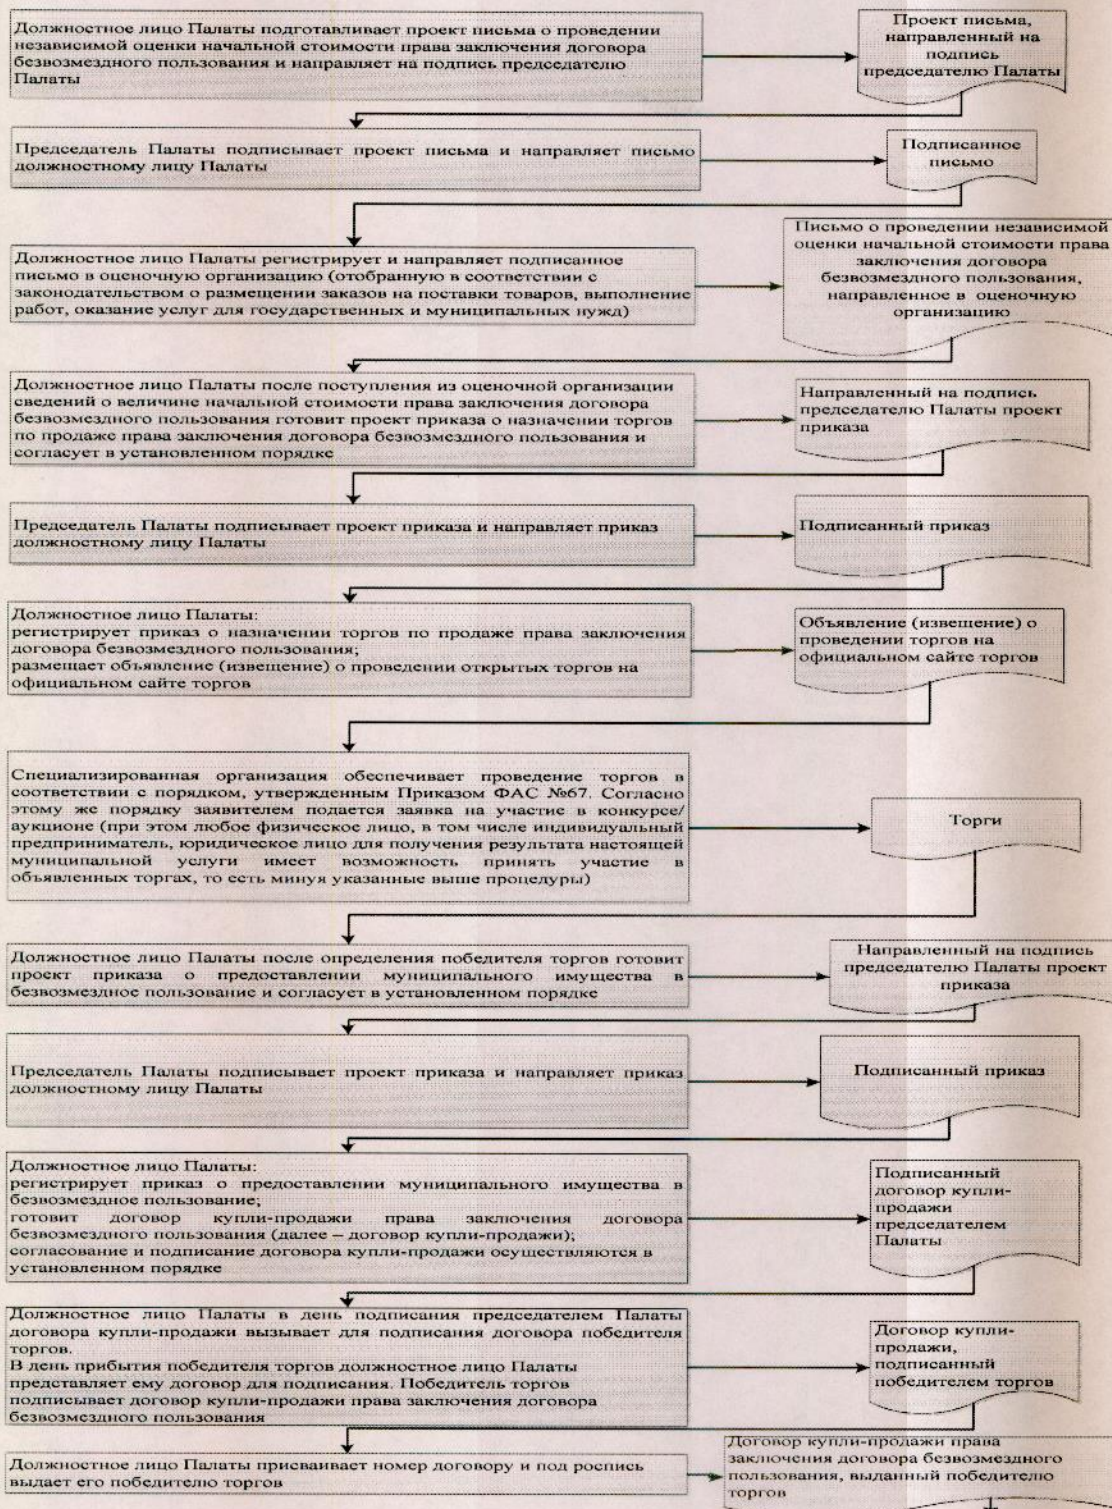 Должностное лицо Палаты подготавливает проект письма о проведении
независимой оценки начальной стоимости права заключения договора
безвозмездного пользования и направляет на подпись председателю
Палаты
Проект письма,
направленный на
подпись
председателю Палаты
Председатель Палаты подписывает проект письма и направляет письмо
должностному лицу Палаты
Подписанное
письмо
Должностное лицо Палаты регистрирует и направляет подписанное
письмо в оценочную организацию (отобранную в соответствии с
законодательством о размещении заказов на поставки товаров, выполнение
работ, оказание услуг для государственных и муниципальных нужд)
Письмо о проведении независимой
оценки начальной стоимости права
заключения договора
безвозмездного пользования,
направленное в оценочную
организацию
Должностное лицо Палаты после поступления из оценочной организации
сведений о величине начальной стоимости права заключения договора
безвозмездного пользования готовит проект приказа о назначении торгов
по продаже права заключения договора безвозмездного пользования и
согласует в установленном порядке
Направленный на подпись
председателю Палаты проект
приказа
Председатель Палаты подписывает проект приказа и направляет приказ
должностному лицу Палаты
Подписанный приказ
Должностное лицо Палаты:
регистрирует приказ о назначении торгов по продаже права заключения
договора безвозмездного пользования;
размещает объявление (извещение) о проведении открытых торгов на
официальном сайте торгов
Объявление (извещение) о
проведении торгов на
официальном сайте торгов
Специализированная организация обеспечивает проведение торгов в
соответствии с порядком, утвержденным Приказом ФАС №67. Согласно
этому же порядку заявителем подается заявка на участие в конкурсе/
аукционе (при этом любое физическое лицо, в том числе индивидуальный
предприниматель, юридическое лицо для получения результата настоящей
муниципальной услуги имеет возможность принять участие в
объявленных торгах, то есть минуя указанные выше процедуры)
Торги
Должностное лицо Палаты после определения победителя торгов готовит
проект приказа о предоставлении муниципального имущества в
безвозмездное пользование и согласует в установленном порядке
Направленный на подпись
председателю Палаты проект
приказа
Председатель Палаты подписывает проект приказа и направляет приказ
должностному лицу Палаты
Подписанный приказ
Должностное лицо Палаты:
регистрирует приказ о предоставлении муниципального имущества в
безвозмездное пользование;
готовит договор купли-продажи права заключения договора
безвозмездного пользования (далее – договор купли-продажи);
согласование и подписание договора купли-продажи осуществляются в
установленном порядке
Подписанный
договор купли-
продажи
председателем
Палаты
Должностное лицо Палаты в день подписания председателем Палаты
договора купли-продажи вызывает для подписания договора победителя
торгов.
В день прибытия победителя торгов должностное лицо Палаты
представляет ему договор для подписания. Победитель торгов
подписывает договор купли-продажи права заключения договора
безвозмездного пользования
Договор купли-
продажи,
подписанный
победителем торгов
Должностное лицо Палаты присваивает номер договору и под роспись
выдает его победителю торгов
Договор купли-продажи права
заключения договора безвозмездного
пользования, выданный победителю
торгов